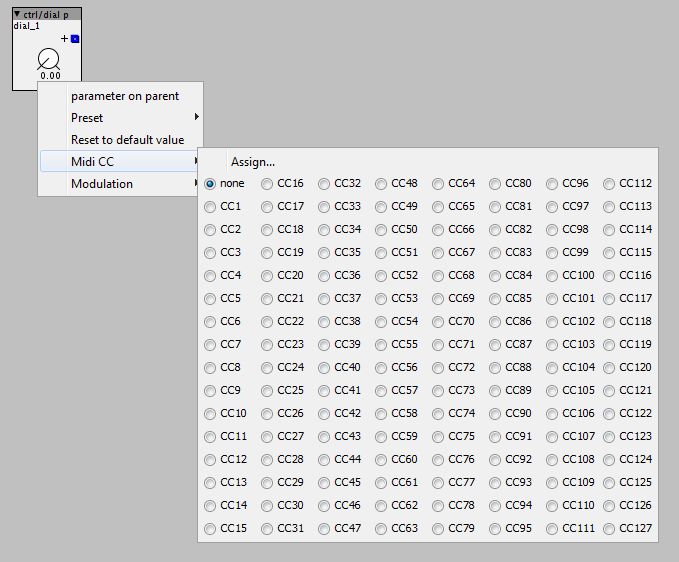 ▼ ctrl/dial p
dial_1
+
0.00
parameter on parent
Preset
Reset to default value
Midi CC
Modulation
Assign...
none CC16 CC32 CC48 CC64 CC80 CC96 CC112
CC1 CC17 CC33 CC49 CC65 CC81 CC97 CC113
CC2 CC18 CC34 CC50 CC66 CC82 CC98 CC114
CC3 CC19 CC35 CC51 CC67 CC83 CC99 CC115
CC4 CC20 CC36 CC52 CC68 CC84 CC100 CC116
CC5 CC21 CC37 CC53 CC69 CC85 CC101 CC117
CC6 CC22 CC38 CC54 CC70 CC86 CC102 CC118
CC7 CC23 CC39 CC55 CC71 CC87 CC103 CC119
CC8 CC24 CC40 CC56 CC72 CC88 CC104 CC120
CC9 CC25 CC41 CC57 CC73 CC89 CC105 CC121
CC10 CC26 CC42 CC58 CC74 CC90 CC106 CC122
CC11 CC27 CC43 CC59 CC75 CC91 CC107 CC123
CC12 CC28 CC44 CC60 CC76 CC92 CC108 CC124
CC13 CC29 CC45 CC61 CC77 CC93 CC109 CC125
CC14 CC30 CC46 CC62 CC78 CC94 CC110 CC126
CC15 CC31 CC47 CC63 CC79 CC95 CC111 CC127